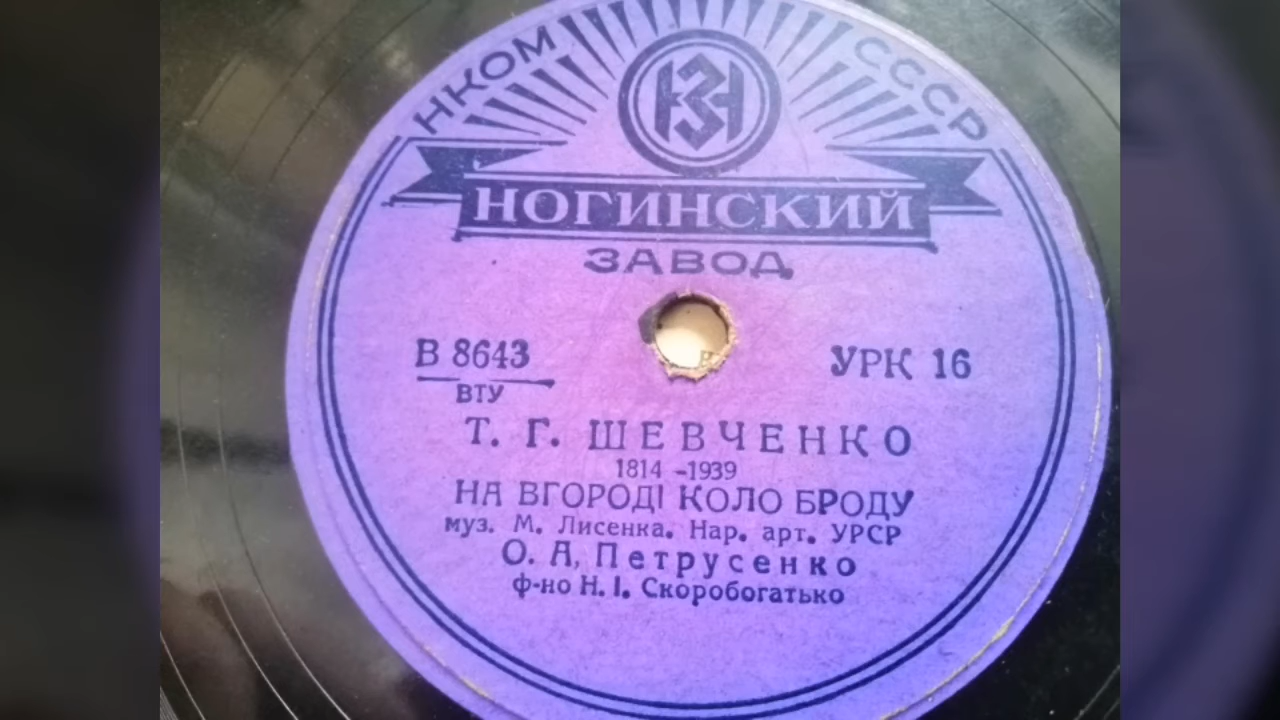 НКОМ СССР
НЗН
НОГИНСКИЙ
ЗАВОД
В 8643 УРК 16
ВТУ
Т. Г. ШЕВЧЕНКО
1814 –1939
НА ВГОРОДІ КОЛО БРОДУ
муз. М. Лисенка. Нар. арт. УРСР
О. А. Петрусенко
ф-но Н. І. Скоробогатько